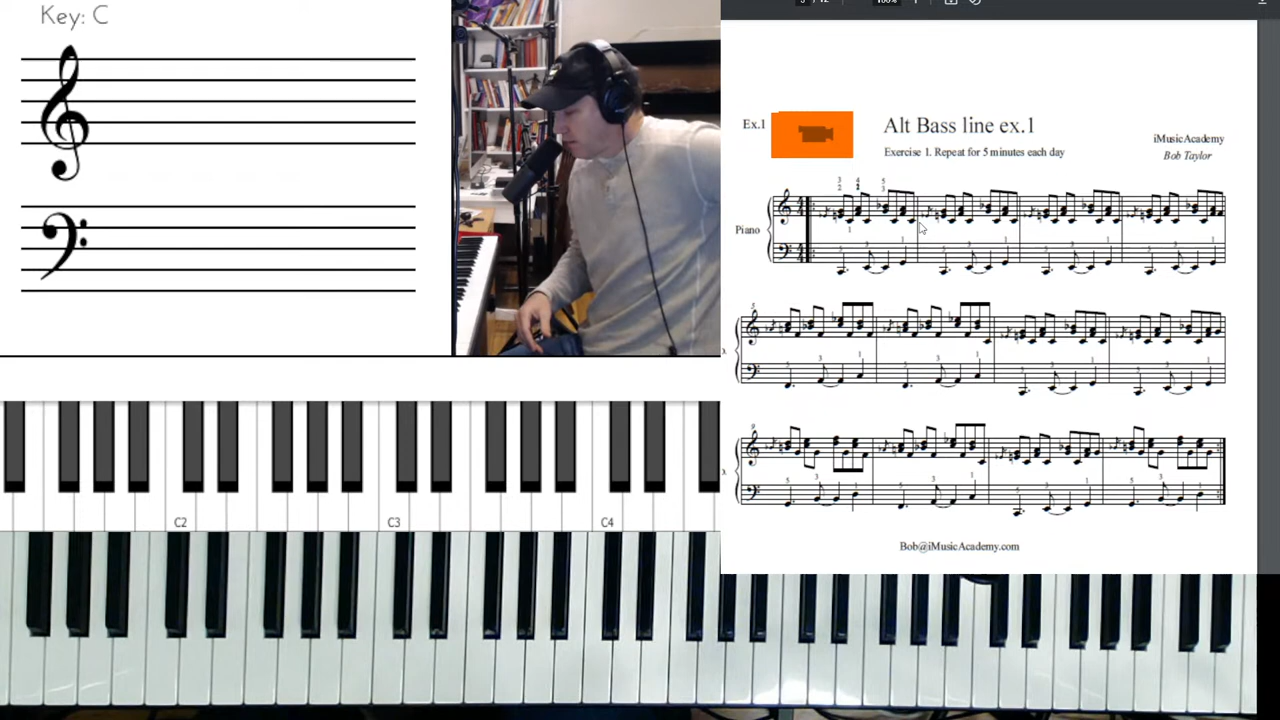 Key: C
Ex.1
Alt Bass line ex.1
Exercise 1. Repeat for 5 minutes each day
iMusicAcademy
Bob Taylor
Piano
Bob@iMusicAcademy.com
C2
C3
C4